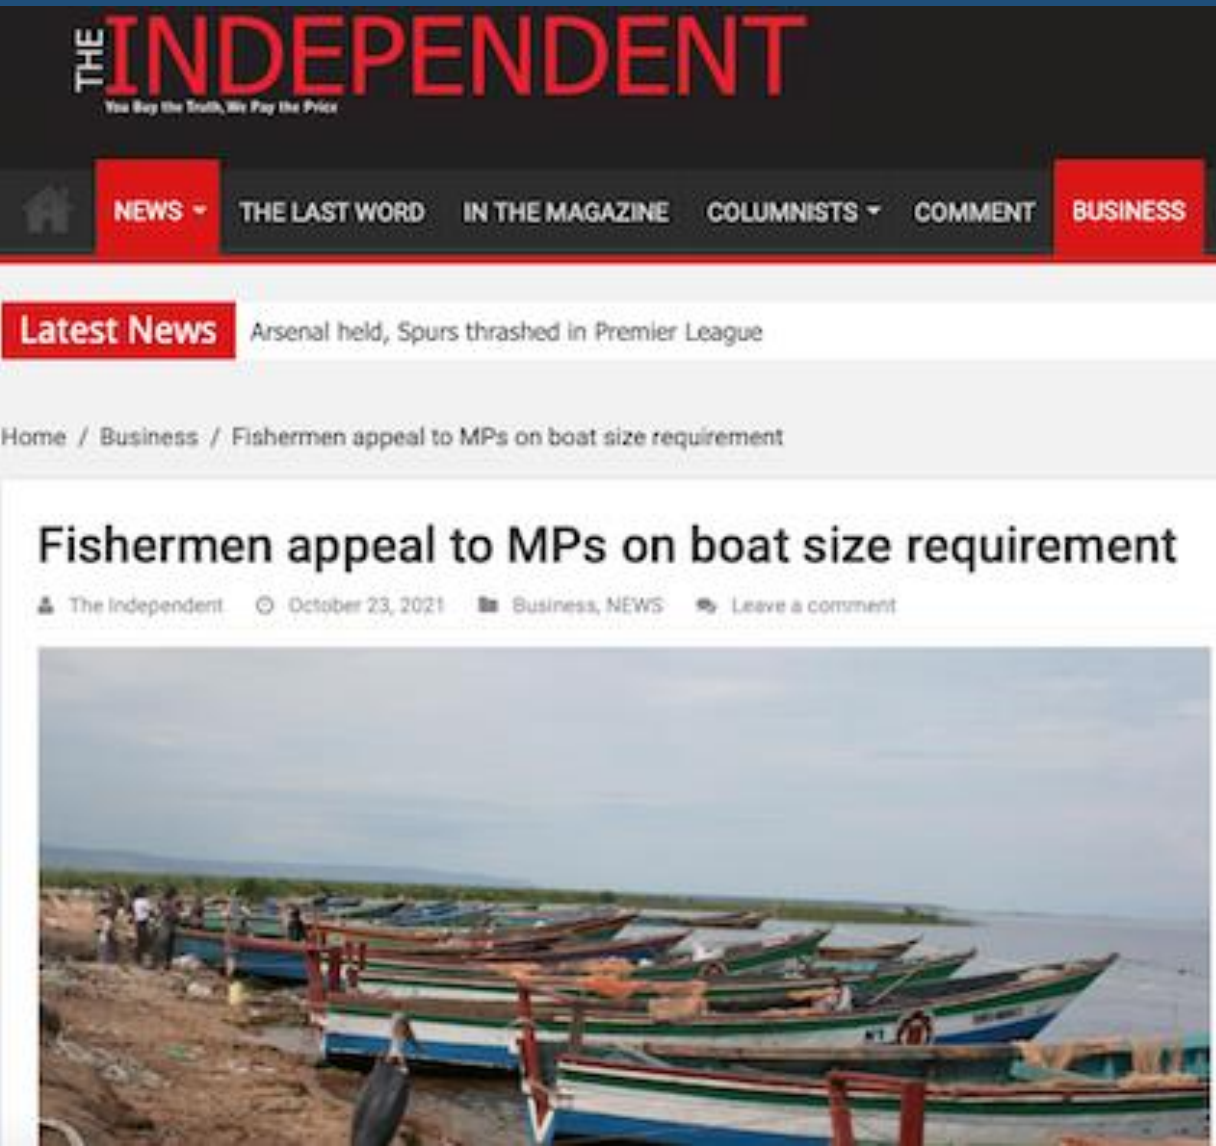 THE INDEPENDENT
You Buy the Truth, We Pay the Price
NEWS THE LAST WORD IN THE MAGAZINE COLUMNISTS COMMENT BUSINESS
Latest News Arsenal held, Spurs thrashed in Premier League
Home / Business / Fishermen appeal to MPs on boat size requirement
Fishermen appeal to MPs on boat size requirement
The Independent October 23, 2021 Business, NEWS Leave a comment